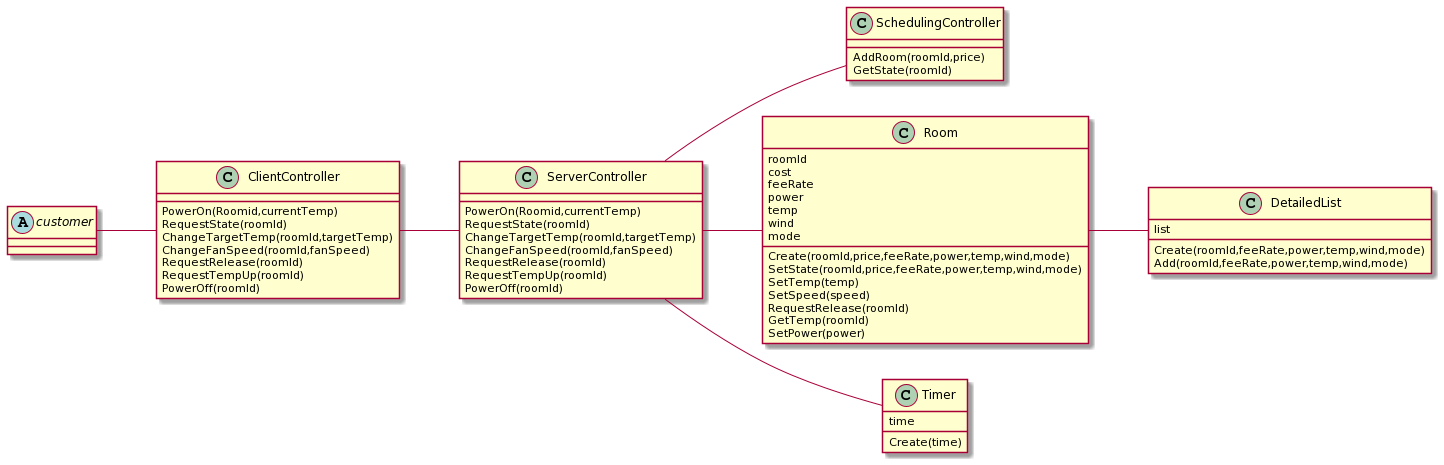 A customer
C ClientController
PowerOn(Roomid,currentTemp)
RequestState(roomId)
ChangeTargetTemp(roomId,targetTemp)
ChangeFanSpeed(roomId,fanSpeed)
RequestRelease(roomId)
RequestTempUp(roomId)
PowerOff(roomId)
C ServerController
PowerOn(Roomid,currentTemp)
RequestState(roomId)
ChangeTargetTemp(roomId,targetTemp)
ChangeFanSpeed(roomId,fanSpeed)
RequestRelease(roomId)
RequestTempUp(roomId)
PowerOff(roomId)
C SchedulingController
AddRoom(roomId,price)
GetState(roomId)
C Room
roomId
cost
feeRate
power
temp
wind
mode
Create(roomId,price,feeRate,power,temp,wind,mode)
SetState(roomId,price,feeRate,power,temp,wind,mode)
SetTemp(temp)
SetSpeed(speed)
RequestRelease(roomId)
GetTemp(roomId)
SetPower(power)
C Timer
time
Create(time)
C DetailedList
list
Create(roomId,feeRate,power,temp,wind,mode)
Add(roomId,feeRate,power,temp,wind,mode)